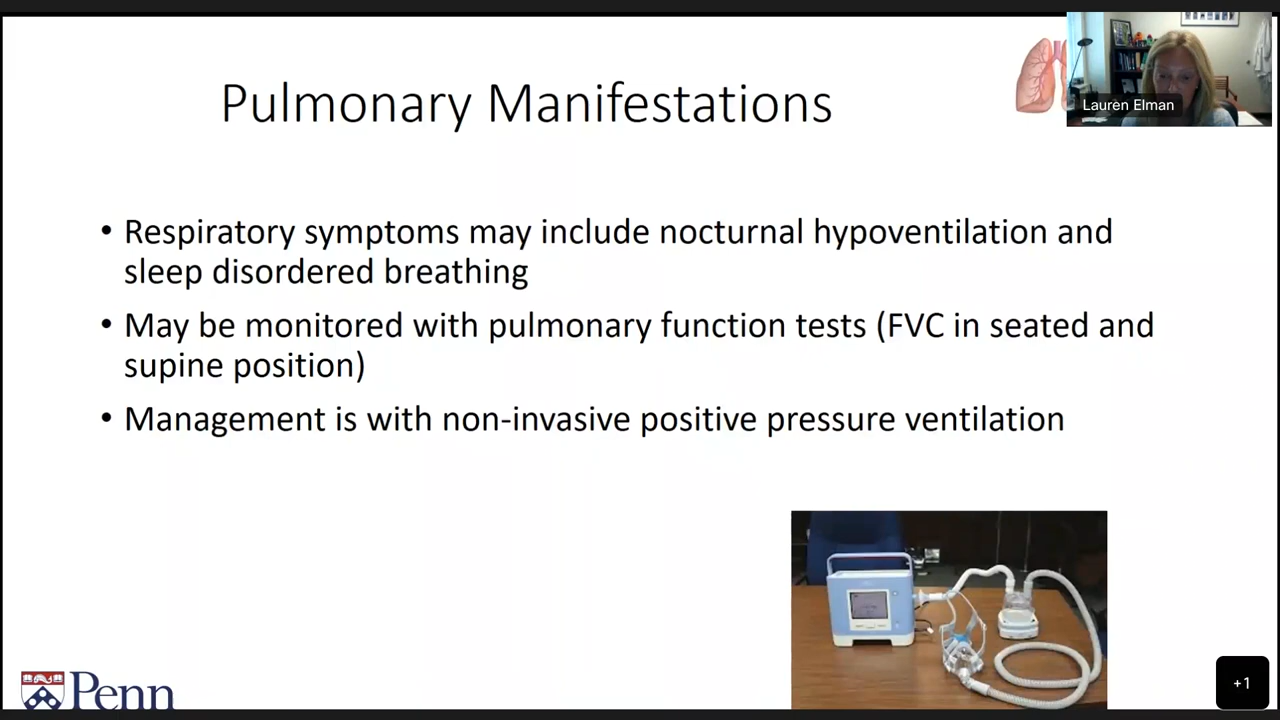 Pulmonary Manifestations
Lauren Elman
• Respiratory symptoms may include nocturnal hypoventilation and
sleep disordered breathing
• May be monitored with pulmonary function tests (FVC in seated and
supine position)
• Management is with non-invasive positive pressure ventilation
Penn
+1